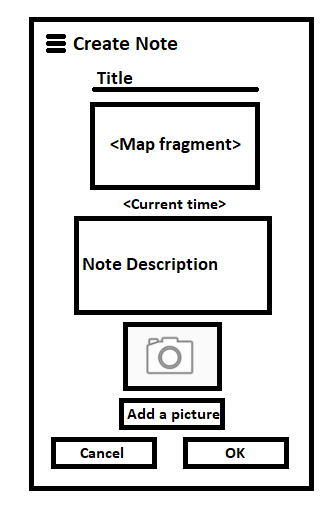 Create Note
Title
<Map fragment>
<Current time>
Note Description
Add a picture
Cancel OK